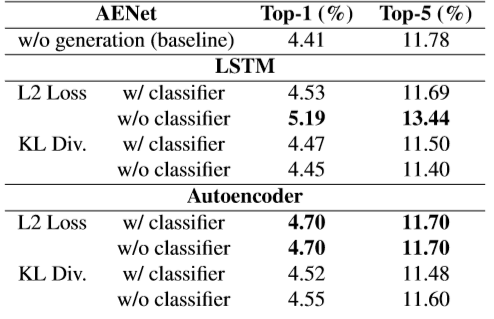 AENet Top-1 (%) Top-5 (%)
w/o generation (baseline) 4.41 11.78
LSTM
L2 Loss w/ classifier 4.53 11.69
w/o classifier 5.19 13.44
KL Div. w/ classifier 4.47 11.50
w/o classifier 4.45 11.40
Autoencoder
L2 Loss w/ classifier 4.70 11.70
w/o classifier 4.70 11.70
KL Div. w/ classifier 4.52 11.48
w/o classifier 4.55 11.60